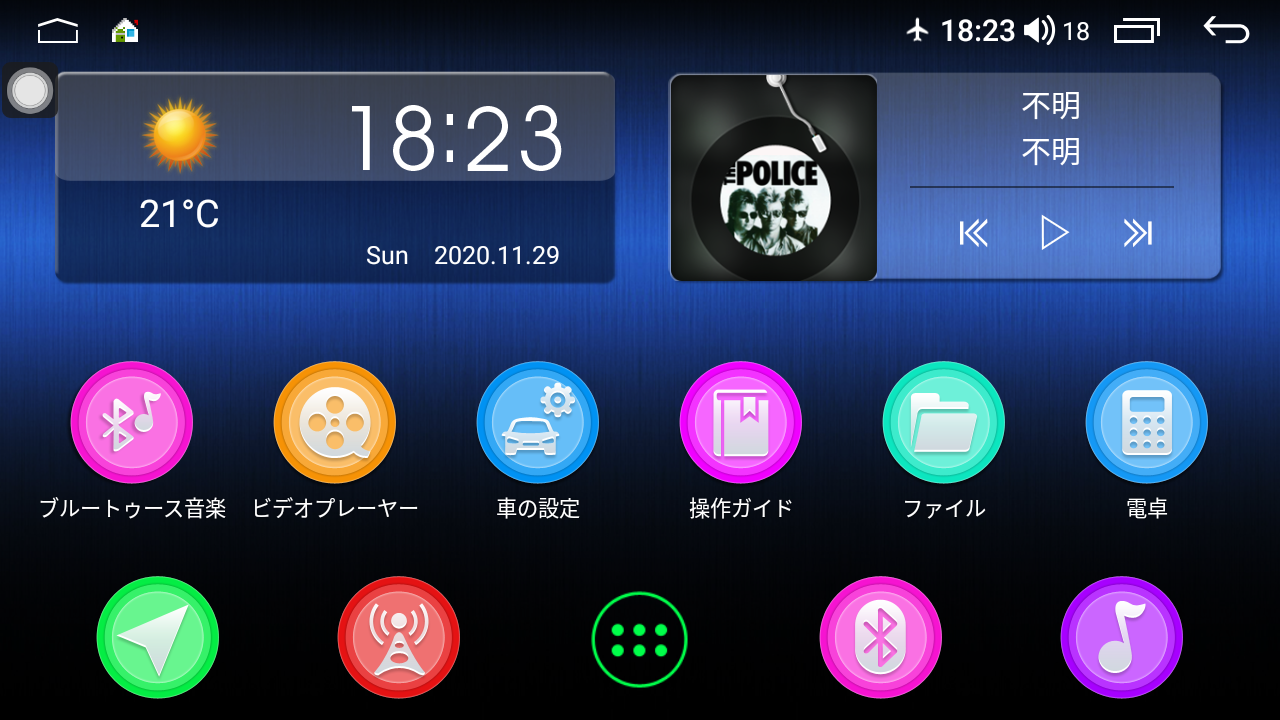 18:23 18
18:23
21°C
Sun 2020.11.29
THE POLICE
不明
不明
ブルートゥース音楽 ビデオプレーヤー 車の設定 操作ガイド ファイル 電卓